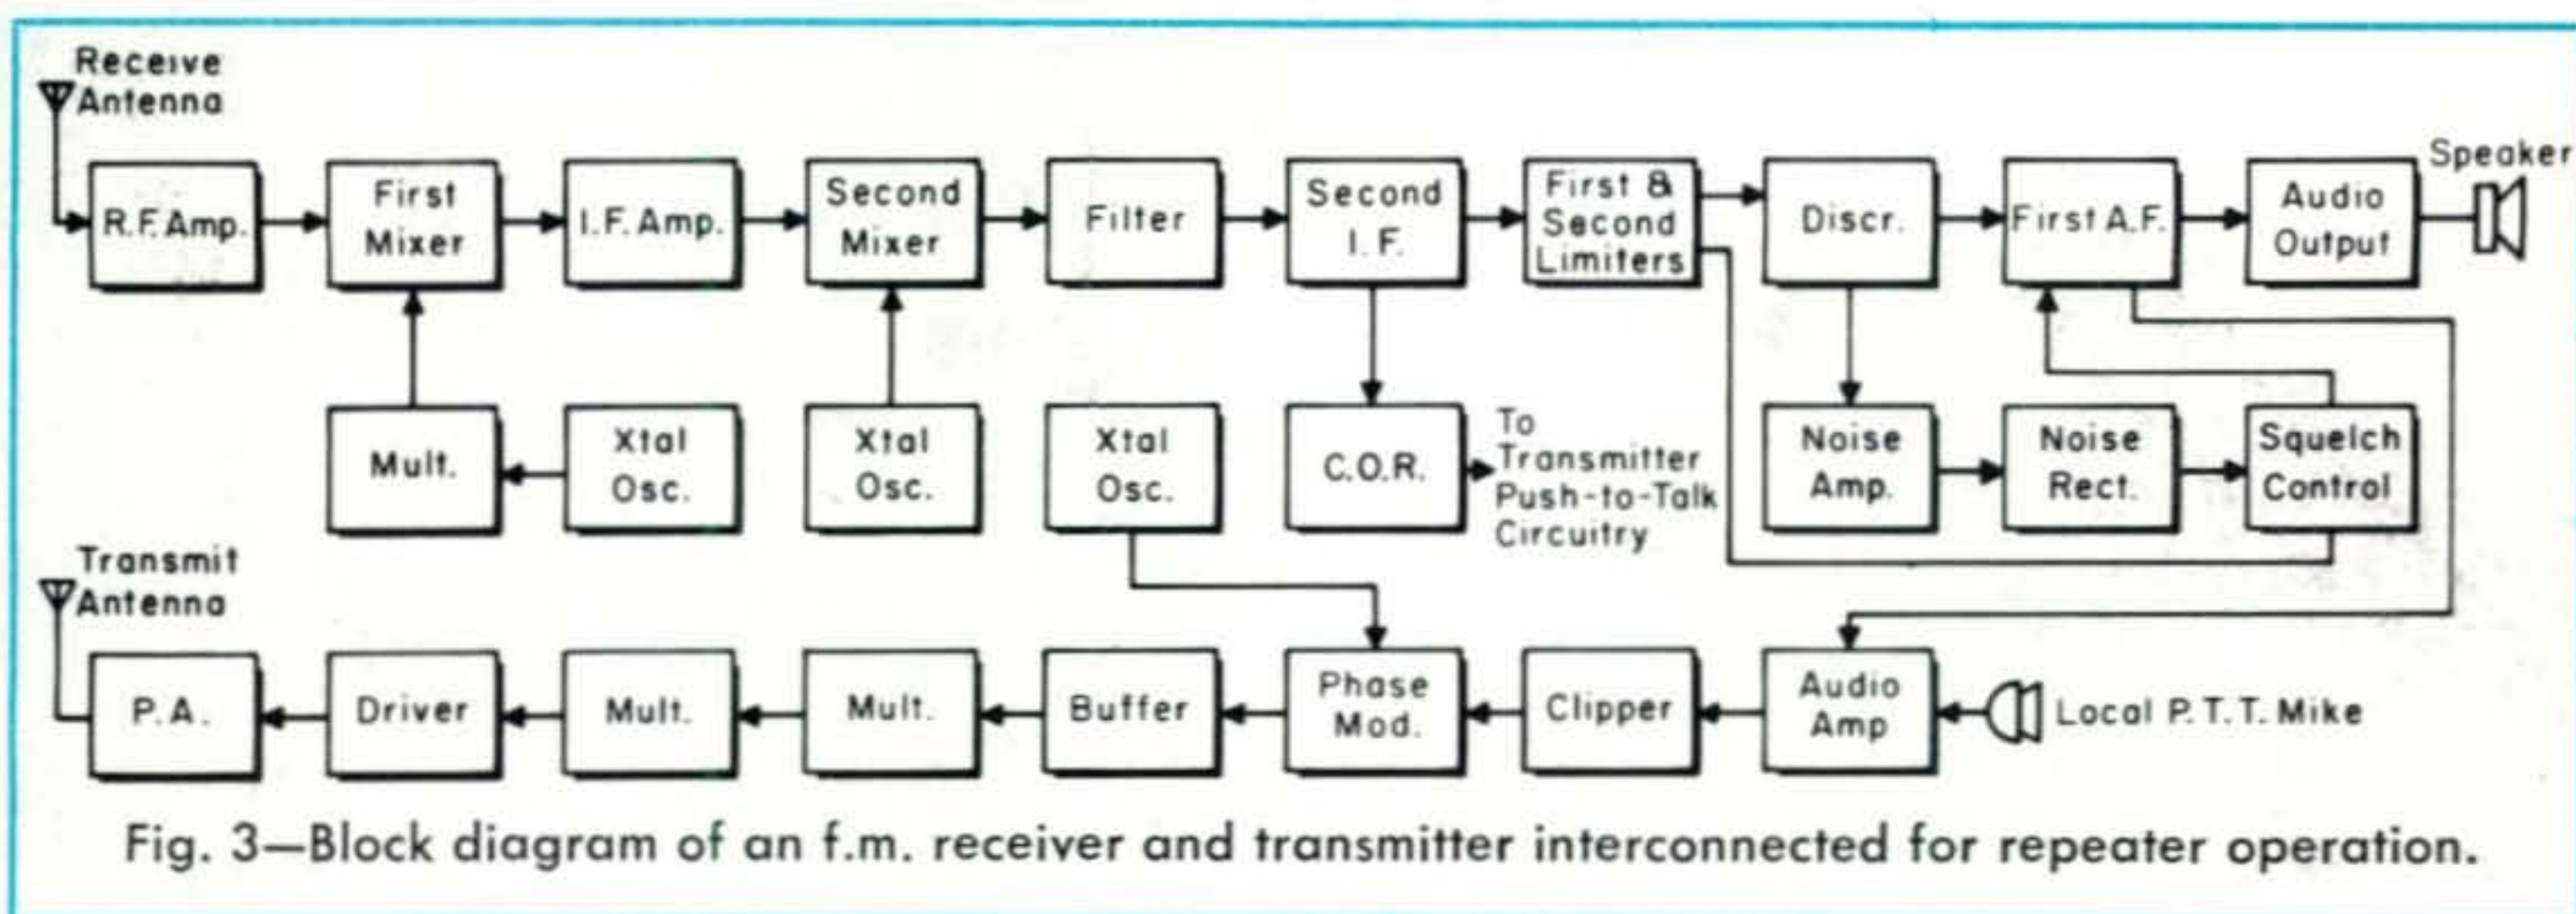 Receive
Antenna
R.F. Amp.
First
Mixer
I.F. Amp.
Second
Mixer
Filter
Second
I. F.
First &
Second
Limiters
Discr.
First A.F.
Audio
Output
Speaker
Mult.
Xtal
Osc.
Xtal
Osc.
Xtal
Osc.
C.O.R.
To
Transmitter
Push-to-Talk
Circuitry
Noise
Amp.
Noise
Rect.
Squelch
Control
Transmit
Antenna
P. A.
Driver
Mult.
Mult.
Buffer
Phase
Mod.
Clipper
Audio
Amp
Local P. T. T. Mike
Fig. 3—Block diagram of an f.m. receiver and transmitter interconnected for repeater operation.